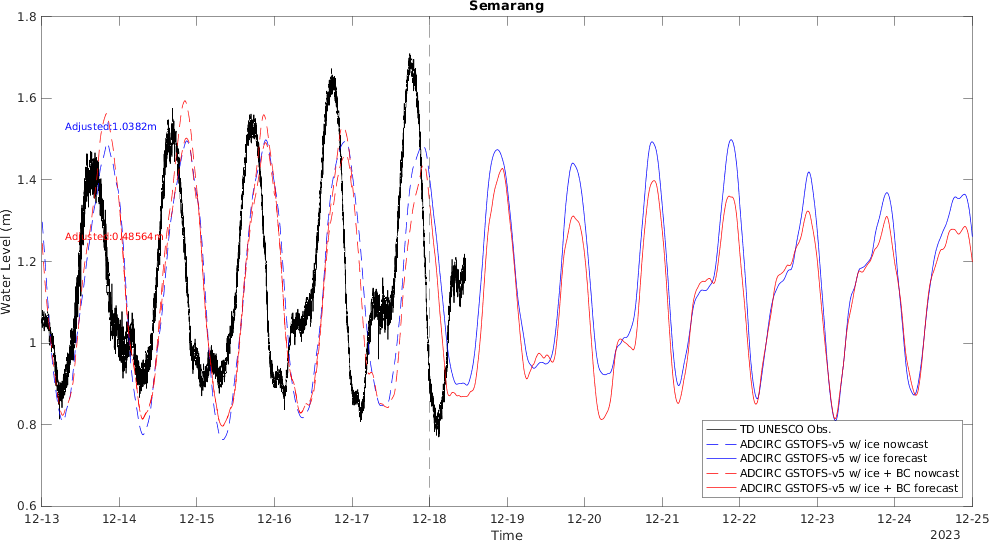 Semarang
1.8
1.6
1.4
1.2
1
0.8
0.6
Water Level (m)
Adjusted:1.0382m
Adjusted:0.48564m
TD UNESCO Obs.
ADCIRC GSTOFS-v5 w/ ice nowcast
ADCIRC GSTOFS-v5 w/ ice forecast
ADCIRC GSTOFS-v5 w/ ice + BC nowcast
ADCIRC GSTOFS-v5 w/ ice + BC forecast
12-13 12-14 12-15 12-16 12-17 12-18 12-19 12-20 12-21 12-22 12-23 12-24 12-25
Time
2023